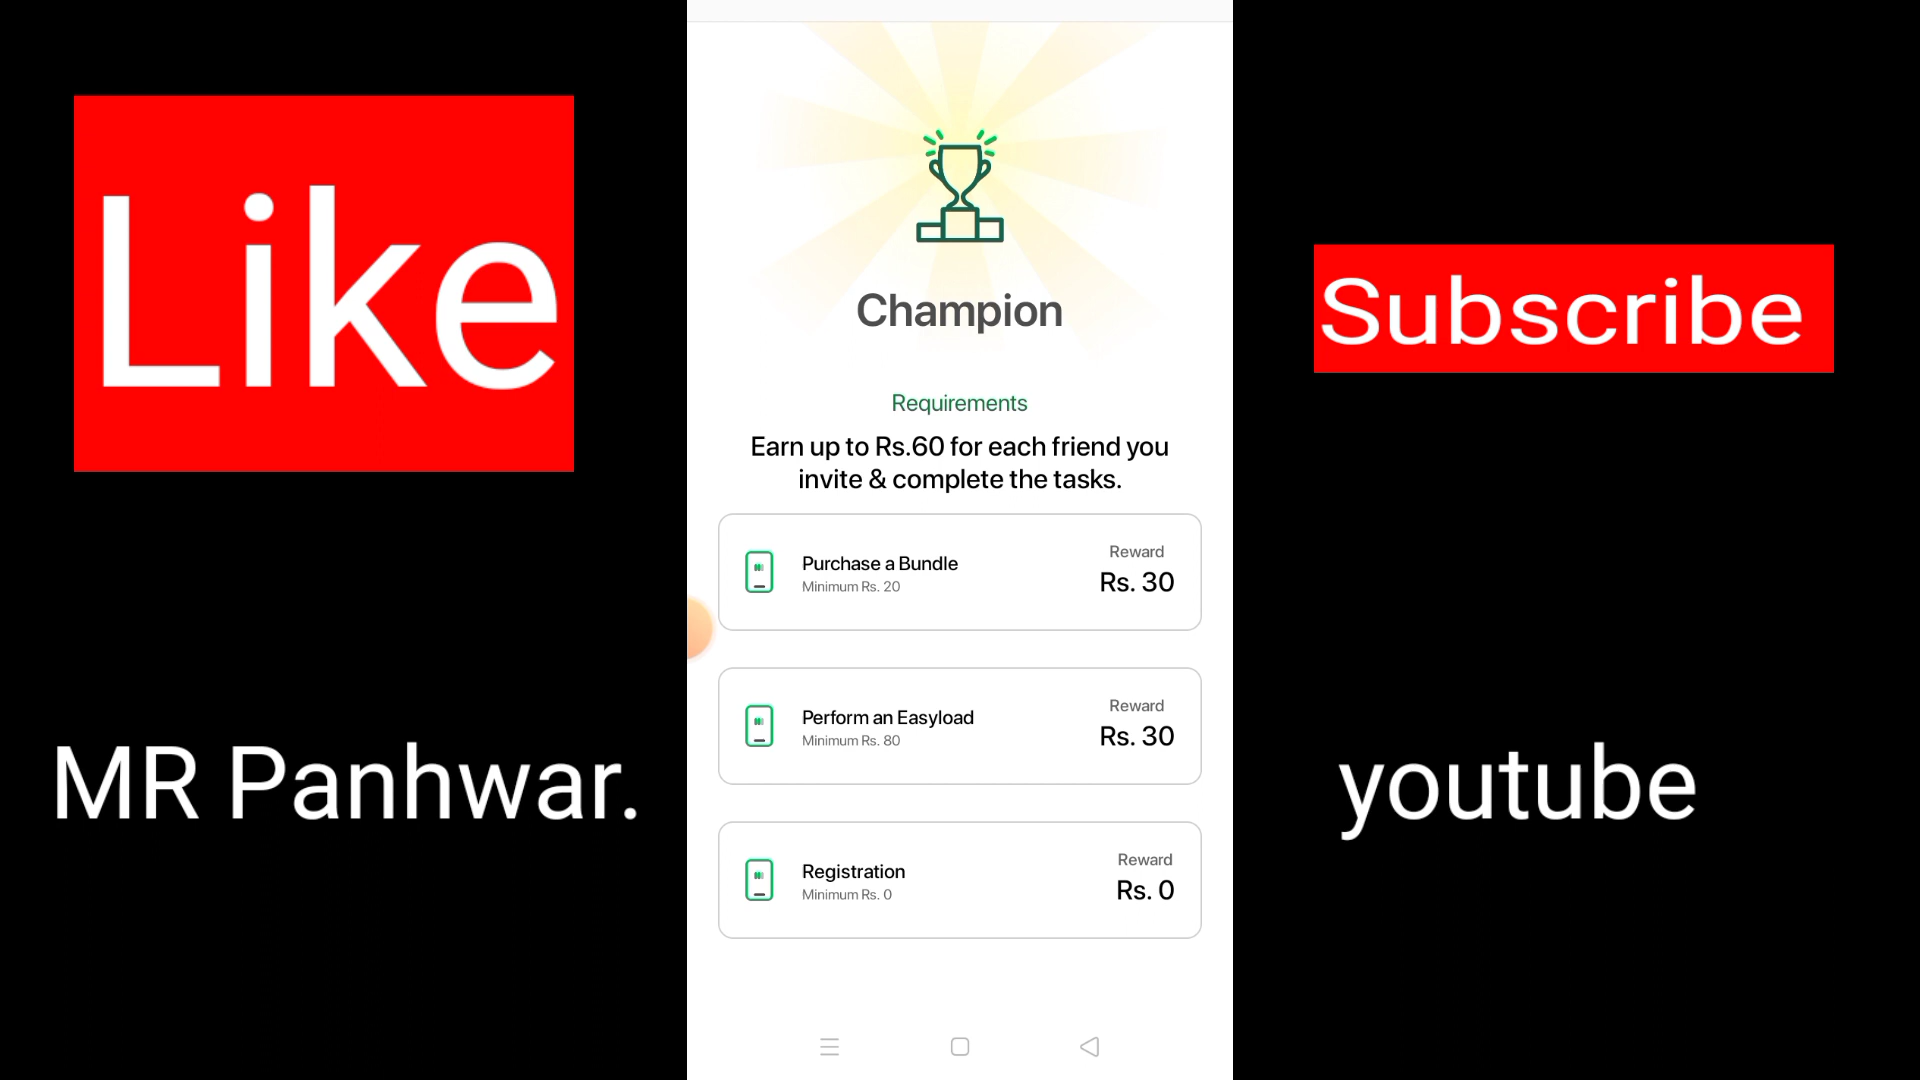 Like
MR Panhwar.
Champion
Requirements
Earn up to Rs.60 for each friend you
invite & complete the tasks.
Purchase a Bundle
Minimum Rs. 20
Reward
Rs. 30
Perform an Easyload
Minimum Rs. 80
Reward
Rs. 30
Registration
Minimum Rs. 0
Reward
Rs. 0
Subscribe
youtube